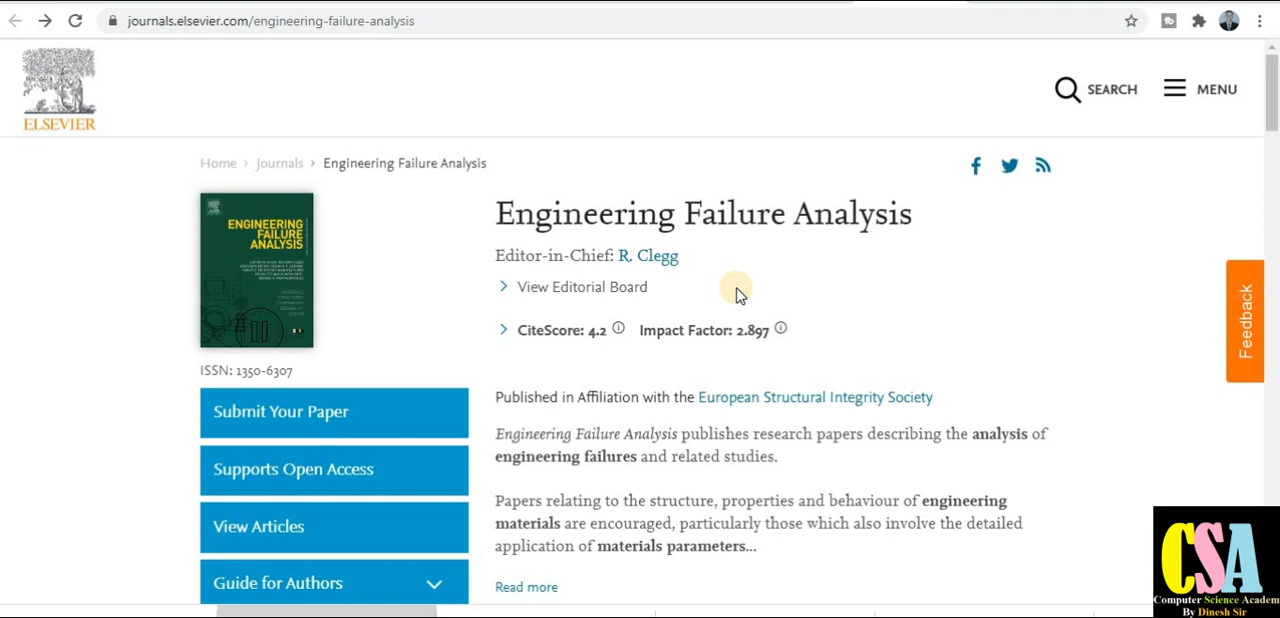 journals.elsevier.com/engineering-failure-analysis
ELSEVIER
SEARCH
MENU
Home > Journals > Engineering Failure Analysis
ENGINEERING
FAILURE
ANALYSIS
Engineering Failure Analysis
Editor-in-Chief: R. Clegg
> View Editorial Board
> CiteScore: 4.2 Impact Factor: 2.897
ISSN: 1350-6307
Submit Your Paper
Supports Open Access
View Articles
Guide for Authors
Published in Affiliation with the European Structural Integrity Society
Engineering Failure Analysis publishes research papers describing the analysis of
engineering failures and related studies.
Papers relating to the structure, properties and behaviour of engineering
materials are encouraged, particularly those which also involve the detailed
application of materials parameters...
Read more
Feedback
CSA
Computer Science Academ
By Dinesh Sir